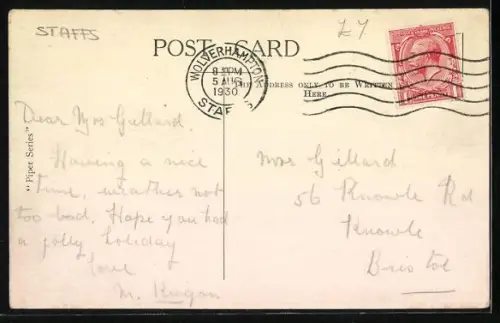 STAFFS
£4
POST CARD
WOLVERHAMPTON
8 PM
5 AUG
1930
STAFFS
THE ADDRESS ONLY TO BE WRITTEN
HERE.
"Piper Series"
Dear Mrs Gillard.
Having a nice
time, weather not
too bad. Hope you had
a jolly holiday
love
M.
Mrs Gillard
56 Knowle Rd
Knowle
Bristol